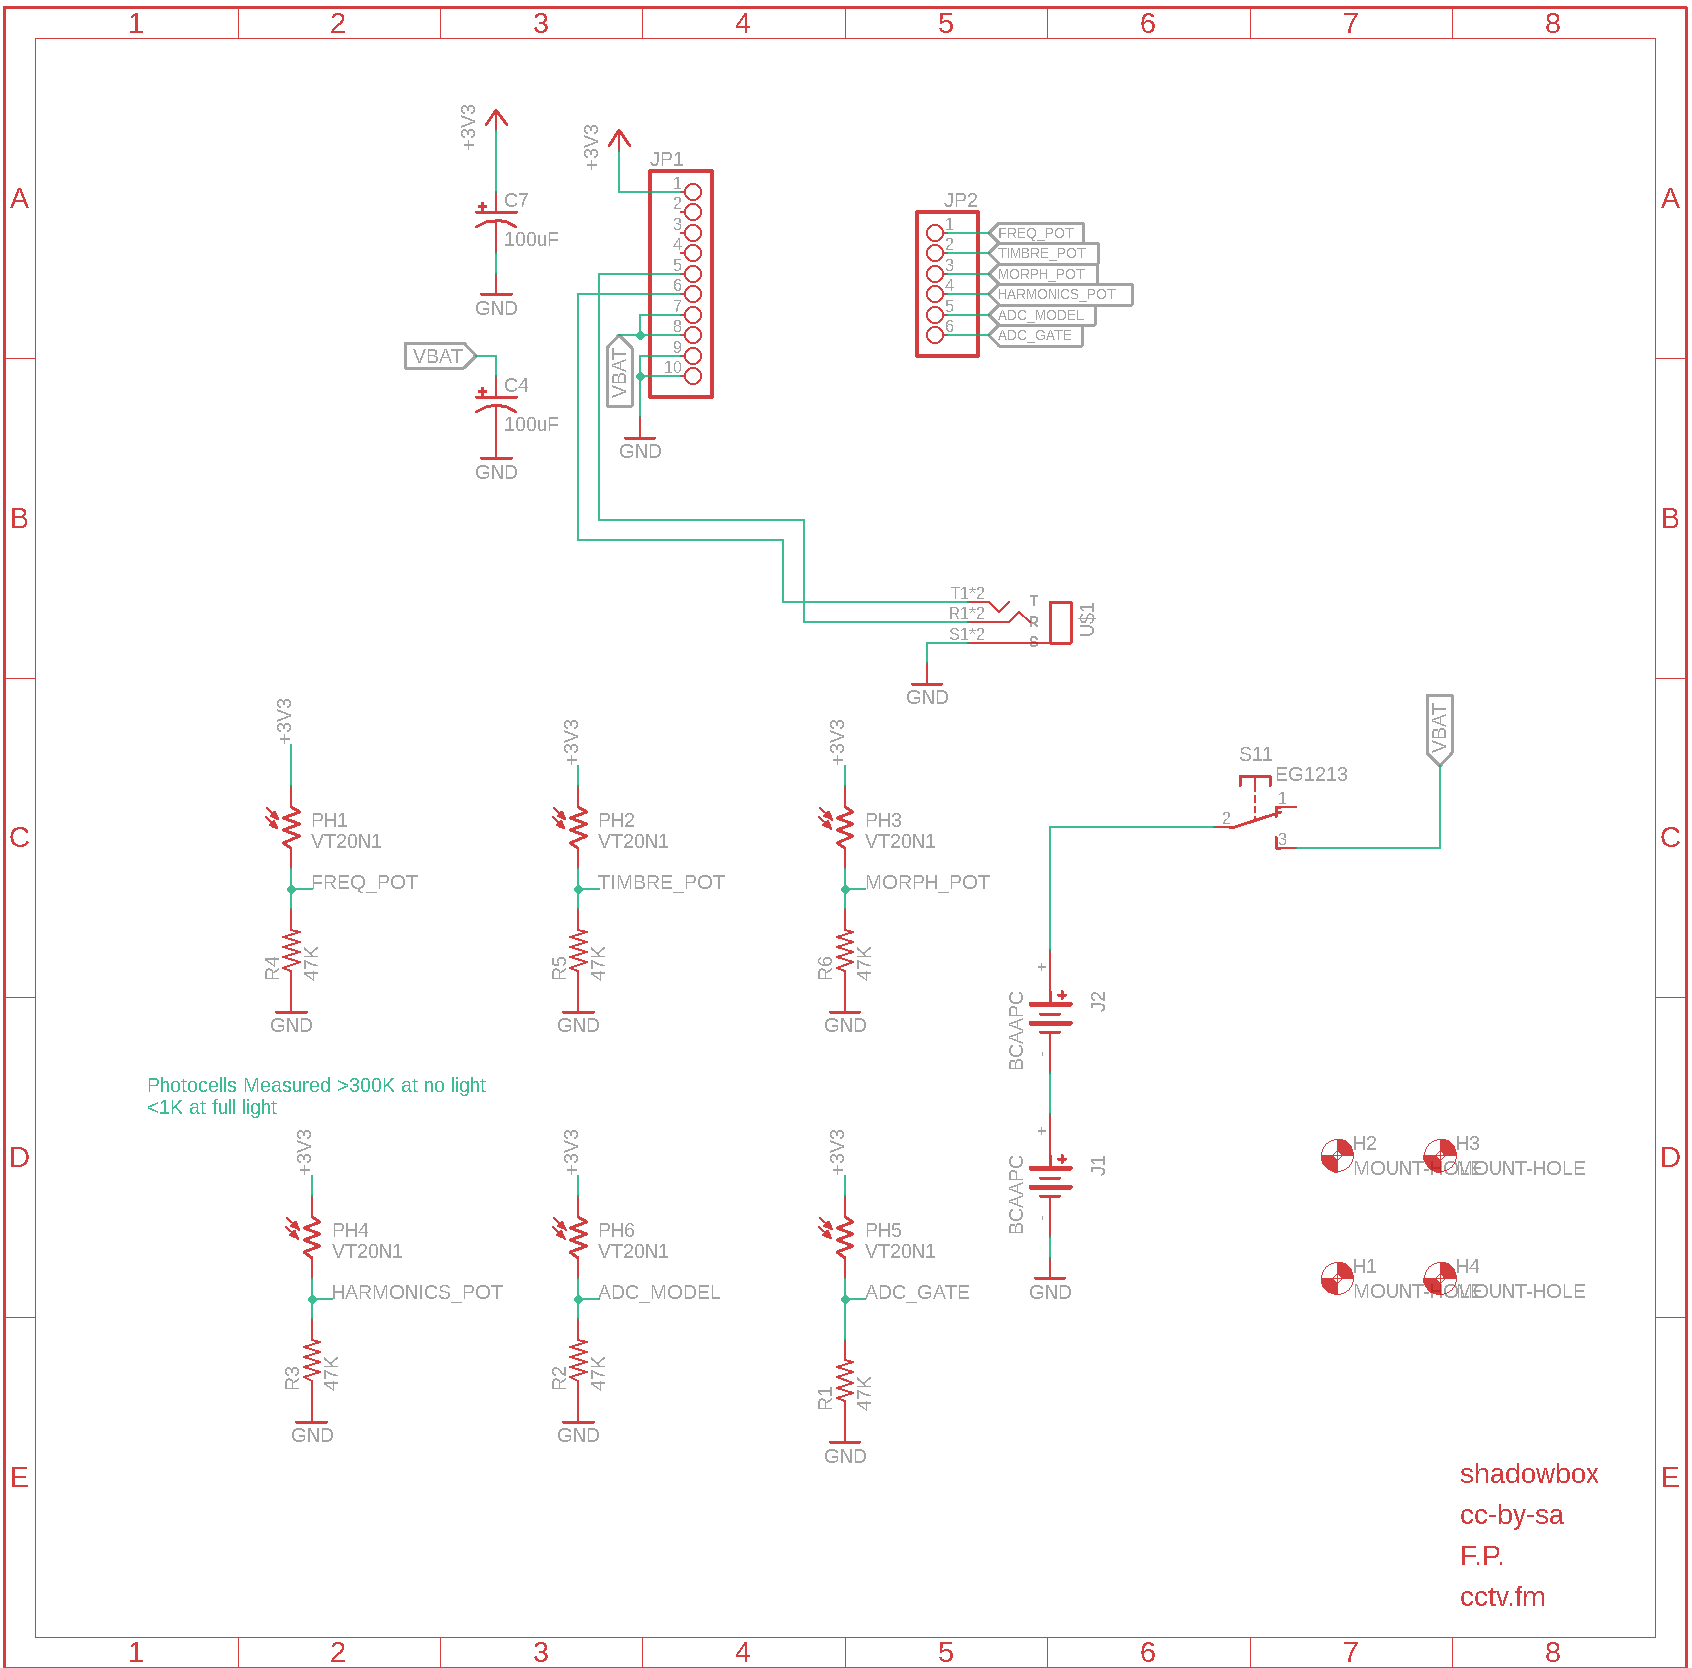 1 2 3 4 5 6 7 8
A A
+3V3
+3V3
JP1
C7
100uF
GND
1
2
3
4
5
6
7
8
9
10
JP2
1 FREQ_POT
2 TIMBRE_POT
3 MORPH_POT
4 HARMONICS_POT
5 ADC_MODEL
6 ADC_GATE
VBAT
VBAT
C4
100uF
GND
GND
B B
T1*2 T
R1*2 R
S1*2 S
U$1
GND
+3V3
+3V3
+3V3
VBAT
S11
EG1213
1
2
3
C C
PH1
VT20N1
PH2
VT20N1
PH3
VT20N1
FREQ_POT
TIMBRE_POT
MORPH_POT
R4
47K
R5
47K
R6
47K
GND
GND
GND
+
+
BCAAPC
J2
-
Photocells Measured >300K at no light
<1K at full light
+3V3
+3V3
+3V3
+
+
BCAAPC
J1
-
GND
D D
H2
MOUNT-HOLE
H3
MOUNT-HOLE
H1
MOUNT-HOLE
H4
MOUNT-HOLE
PH4
VT20N1
PH6
VT20N1
PH5
VT20N1
HARMONICS_POT
ADC_MODEL
ADC_GATE
R3
47K
R2
47K
R1
47K
GND
GND
GND
E E
shadowbox
cc-by-sa
F.P.
cctv.fm
1 2 3 4 5 6 7 8